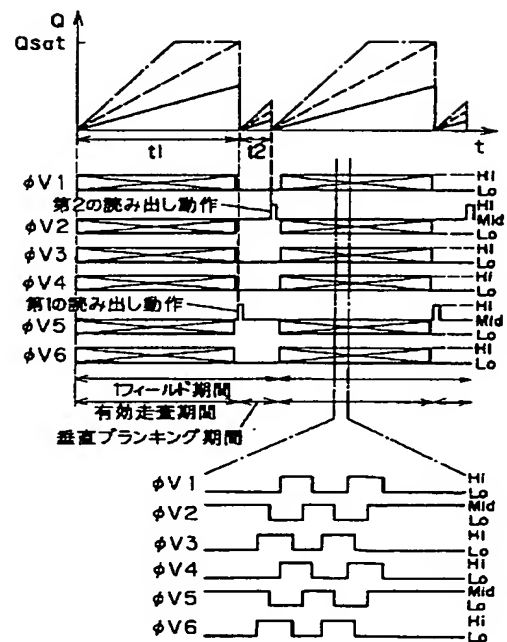 Q
Qsat
t1
t2
t
φV1
Hi
Lo
第2の読み出し動作
Hi
φV2
Mid
Lo
φV3
Hi
Lo
φV4
Hi
Lo
第1の読み出し動作
Hi
φV5
Mid
Lo
φV6
Hi
Lo
1フィールド期間
有効走査期間
垂直ブランキング期間
φV1
Hi
Lo
φV2
Mid
Lo
φV3
Hi
Lo
φV4
Hi
Lo
φV5
Mid
Lo
φV6
Hi
Lo